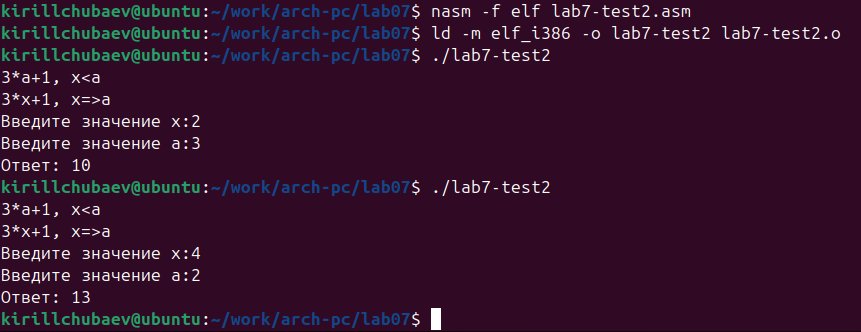 kirillchubaev@ubuntu:~/work/arch-pc/lab07$ nasm -f elf lab7-test2.asm
kirillchubaev@ubuntu:~/work/arch-pc/lab07$ ld -m elf_i386 -o lab7-test2 lab7-test2.o
kirillchubaev@ubuntu:~/work/arch-pc/lab07$ ./lab7-test2
3*a+1, x<a
3*x+1, x=>a
Введите значение x:2
Введите значение a:3
Ответ: 10
kirillchubaev@ubuntu:~/work/arch-pc/lab07$ ./lab7-test2
3*a+1, x<a
3*x+1, x=>a
Введите значение x:4
Введите значение a:2
Ответ: 13
kirillchubaev@ubuntu:~/work/arch-pc/lab07$